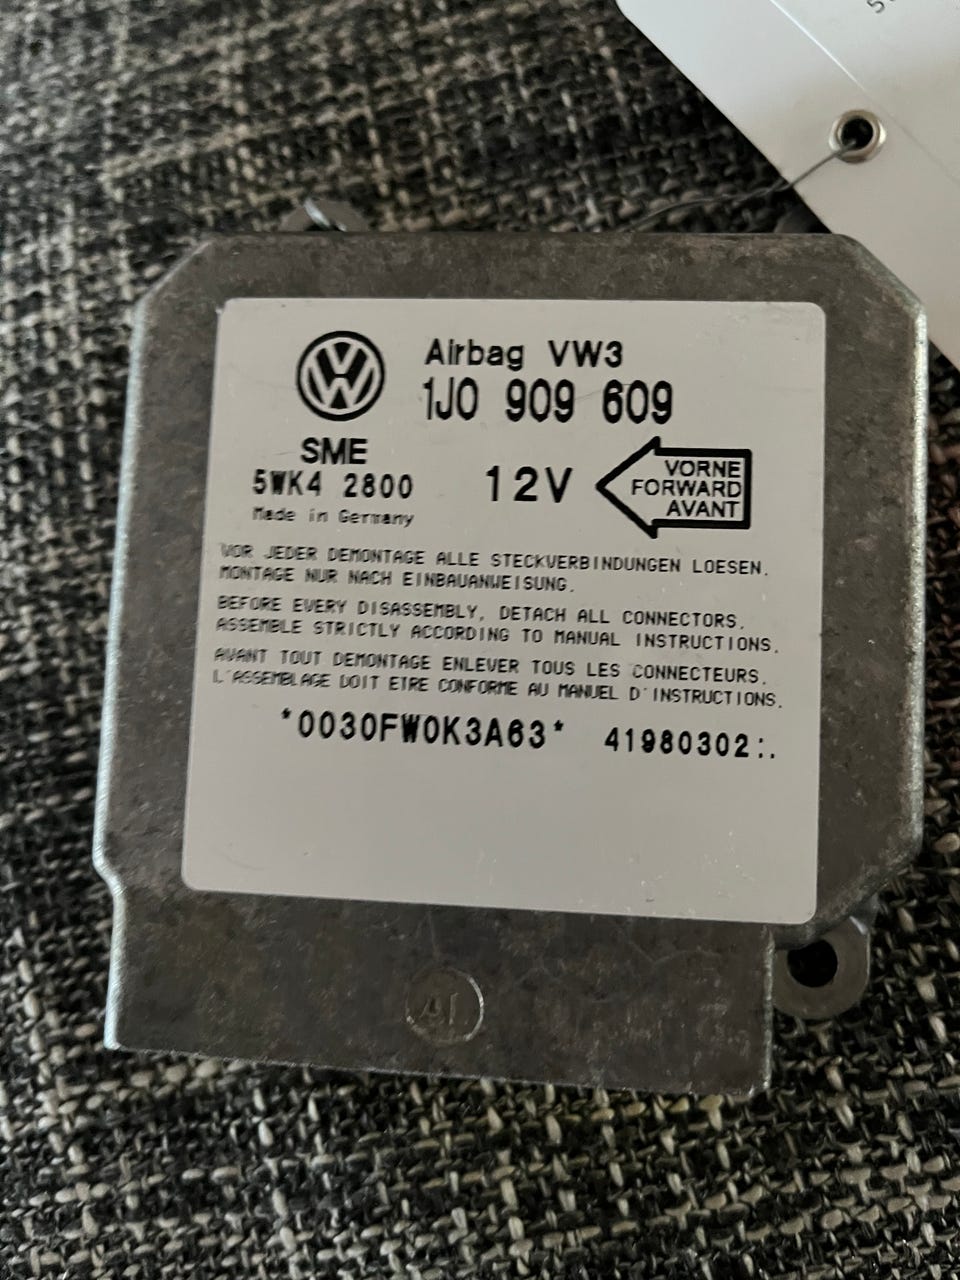 5
Airbag VW3
1J0 909 609
SME
5WK4 2800
12V
VORNE
FORWARD
AVANT
Made in Germany
VOR JEDER DEMONTAGE ALLE STECKVERBINDUNGEN LOESEN.
MONTAGE NUR NACH EINBAUANWEISUNG.
BEFORE EVERY DISASSEMBLY, DETACH ALL CONNECTORS.
ASSEMBLE STRICTLY ACCORDING TO MANUAL INSTRUCTIONS.
AVANT TOUT DEMONTAGE ENLEVER TOUS LES CONNECTEURS.
L'ASSEMBLAGE DOIT ETRE CONFORME AU MANUEL D'INSTRUCTIONS.
*0030FW0K3A63* 41980302:.
Al